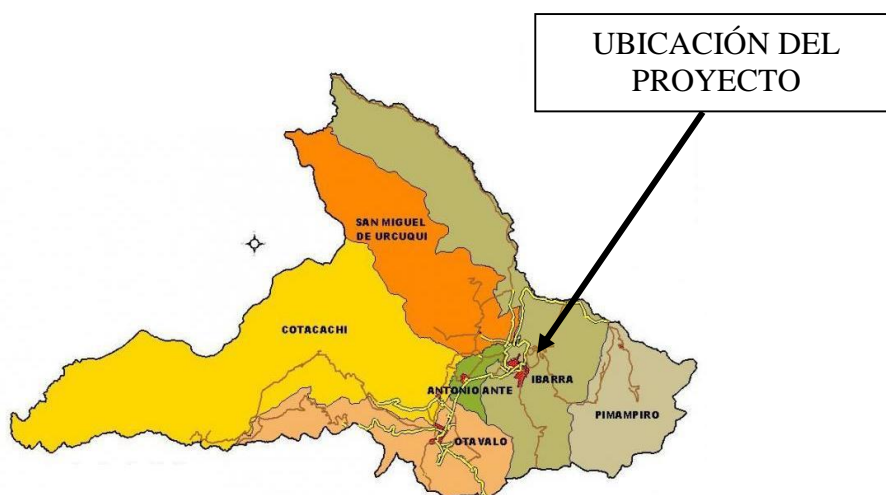 UBICACIÓN DEL
PROYECTO
SAN MIGUEL
DE URCUQUI
COTACACHI
ANTONIO ANTE
IBARRA
PIMAMPIRO
OTAVALO